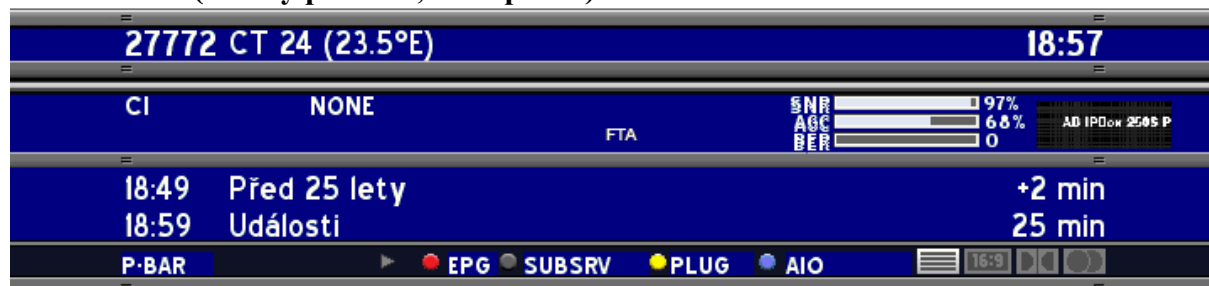 27772 CT 24 (23.5°E) 18:57
CI NONE SNR 97%
FTA AGC 68%
BER 0
18:49 Před 25 lety +2 min
18:59 Události 25 min
P·BAR EPG SUBSRV PLUG AIO 16:9